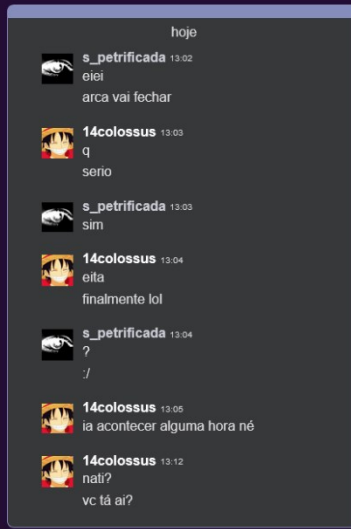 hoje
s_petrificada 13:02
eiei
arca vai fechar
14colossus 13:03
q
serio
s_petrificada 13:03
sim
14colossus 13:04
eita
finalmente lol
s_petrificada 13:04
?
:/
14colossus 13:05
ia acontecer alguma hora né
14colossus 13:12
nati?
vc tá ai?